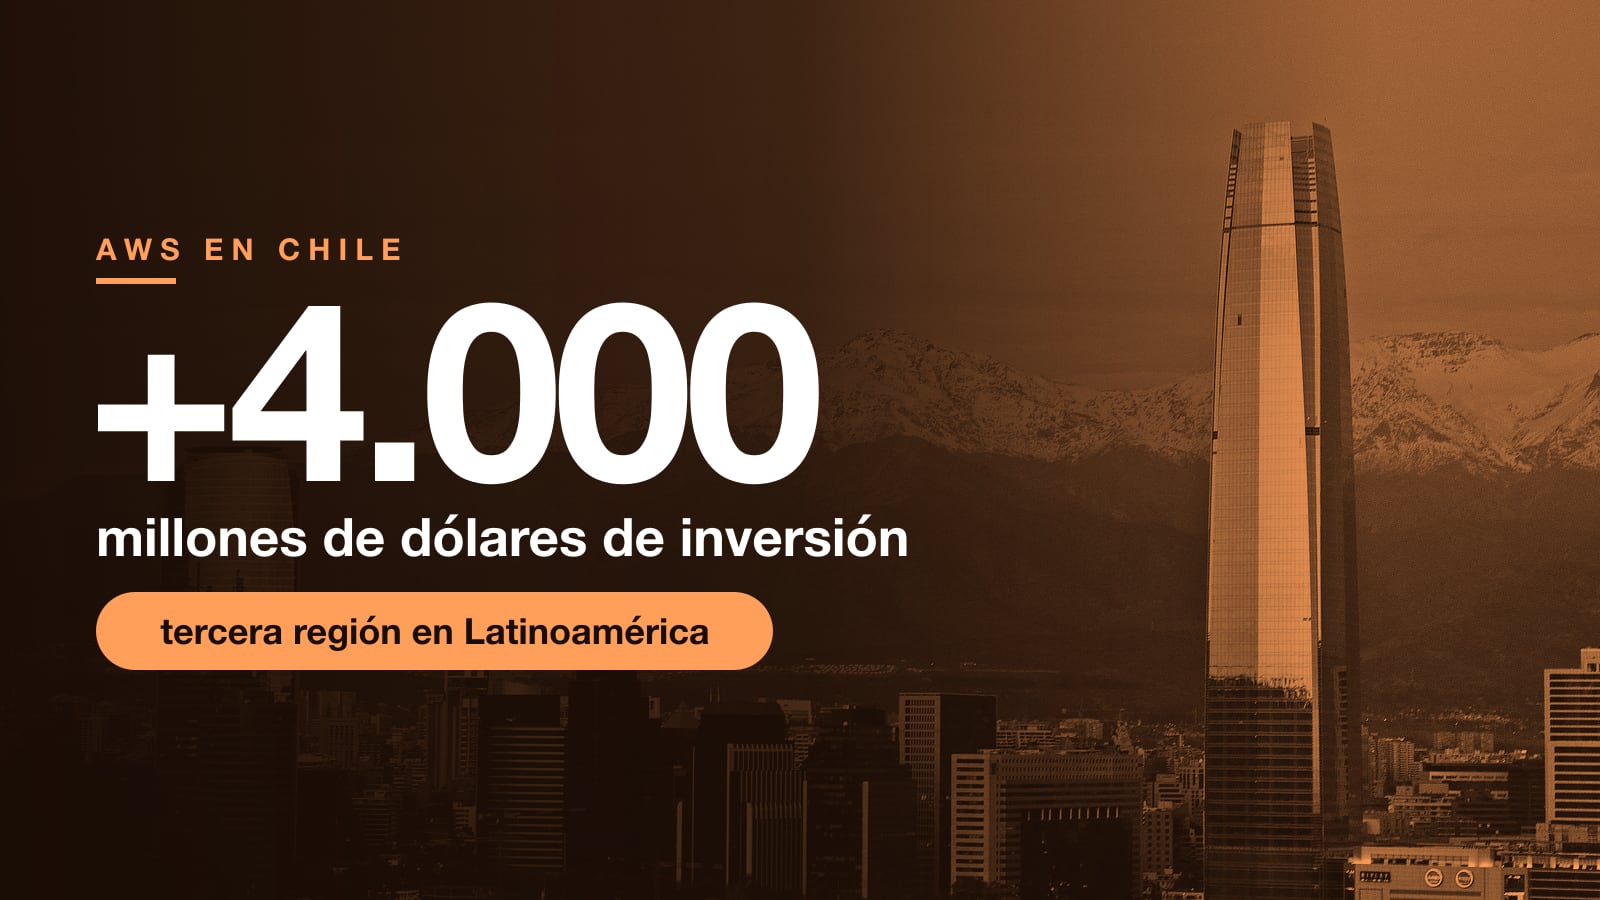 AWS EN CHILE
+4.000
millones de dólares de inversión
tercera región en Latinoamérica